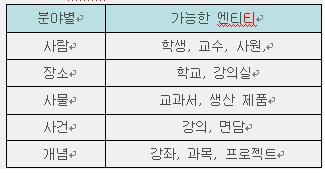 분야별 가능한 엔티티
사람 학생, 교수, 사원,
장소 학교, 강의실
사물 교과서, 생산 제품
사건 강의, 면담
개념 강좌, 과목, 프로젝트